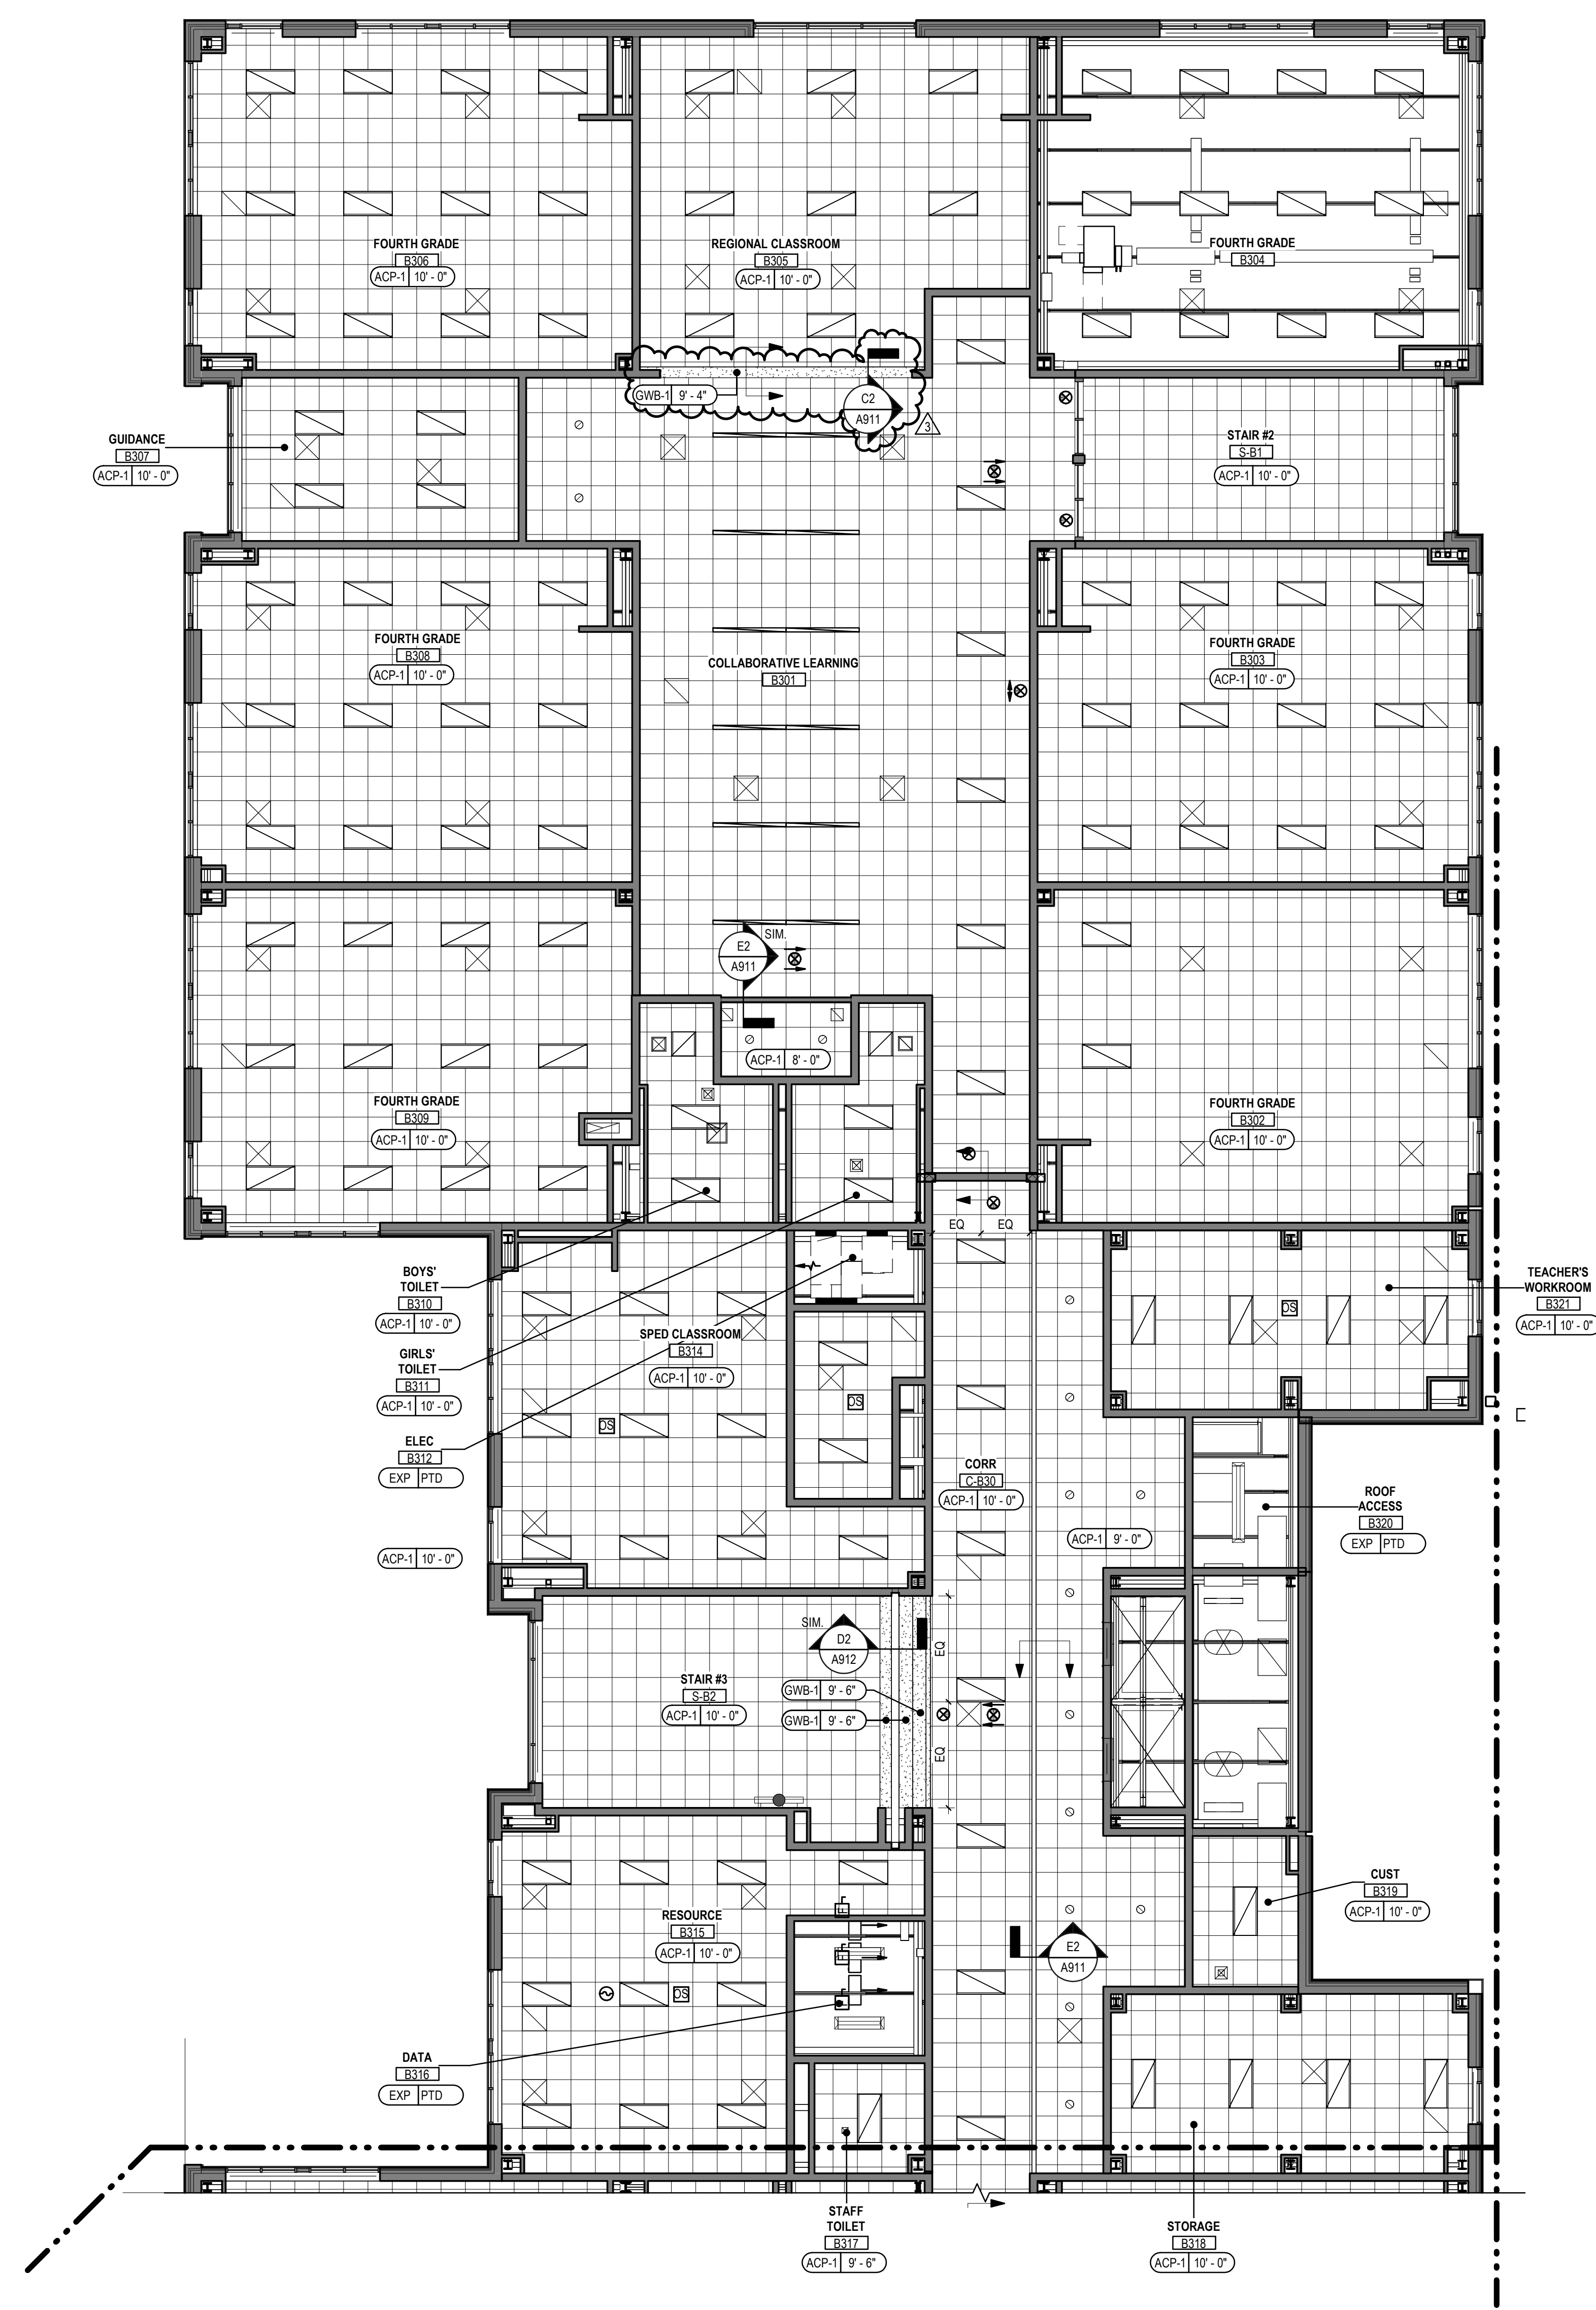 FOURTH GRADE
B306
ACP-1 10' - 0"
REGIONAL CLASSROOM
B305
ACP-1 10' - 0"
FOURTH GRADE
B304
GWB-1 9' - 4"
C2
A911
3
GUIDANCE
B307
ACP-1 10' - 0"
STAIR #2
S-B1
ACP-1 10' - 0"
FOURTH GRADE
B308
ACP-1 10' - 0"
COLLABORATIVE LEARNING
B301
FOURTH GRADE
B303
ACP-1 10' - 0"
SIM.
E2
A911
ACP-1 8' - 0"
FOURTH GRADE
B309
ACP-1 10' - 0"
FOURTH GRADE
B302
ACP-1 10' - 0"
EQ EQ
BOYS'
TOILET
B310
ACP-1 10' - 0"
GIRLS'
TOILET
B311
ACP-1 10' - 0"
ELEC
B312
EXP PTD
SPED CLASSROOM
B314
ACP-1 10' - 0"
OS
OS
OS
TEACHER'S
WORKROOM
B321
ACP-1 10' - 0"
CORR
C-B30
ACP-1 10' - 0"
ACP-1 9' - 0"
ROOF
ACCESS
B320
EXP PTD
ACP-1 10' - 0"
SIM.
D2
A912
EQ
STAIR #3
S-B2
ACP-1 10' - 0"
GWB-1 9' - 6"
GWB-1 9' - 6"
EQ
CUST
B319
ACP-1 10' - 0"
RESOURCE
B315
ACP-1 10' - 0"
E2
A911
OS
DATA
B316
EXP PTD
STAFF
TOILET
B317
ACP-1 9' - 6"
STORAGE
B318
ACP-1 10' - 0"